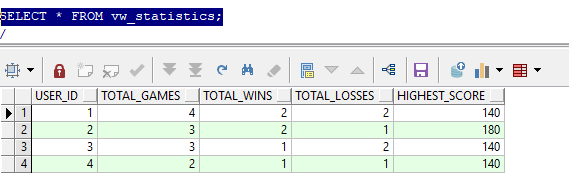 SELECT * FROM vw_statistics;
/
USER_ID TOTAL_GAMES TOTAL_WINS TOTAL_LOSSES HIGHEST_SCORE
1 1 4 2 2 140
2 2 3 2 1 180
3 3 3 1 2 140
4 4 2 1 1 140